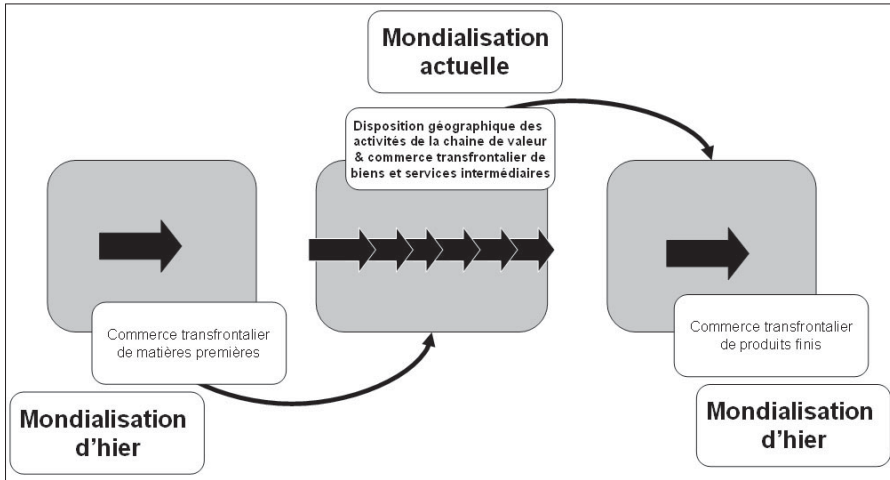 Mondialisation
actuelle
Disposition géographique des
activités de la chaine de valeur
& commerce transfrontalier de
biens et services intermédiaires
Commerce transfrontalier
de matières premières
Mondialisation
d'hier
Commerce transfrontalier
de produits finis
Mondialisation
d'hier